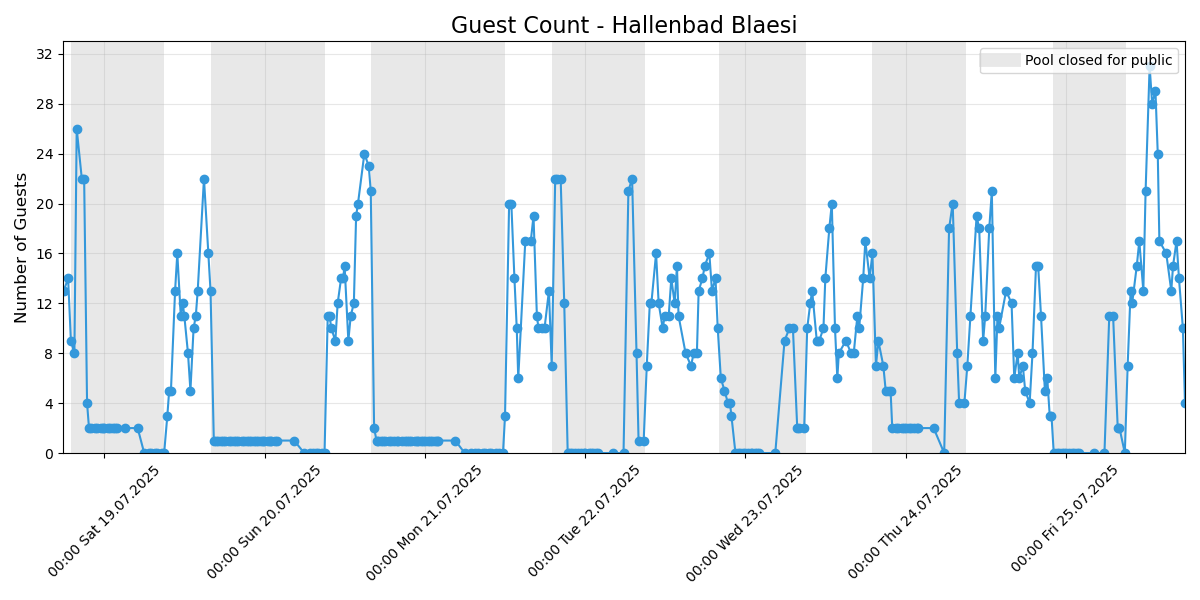 Guest Count - Hallenbad Blaesi
Pool closed for public
Number of Guests
32
28
24
20
16
12
8
4
0
00:00 Sat 19.07.2025
00:00 Sun 20.07.2025
00:00 Mon 21.07.2025
00:00 Tue 22.07.2025
00:00 Wed 23.07.2025
00:00 Thu 24.07.2025
00:00 Fri 25.07.2025